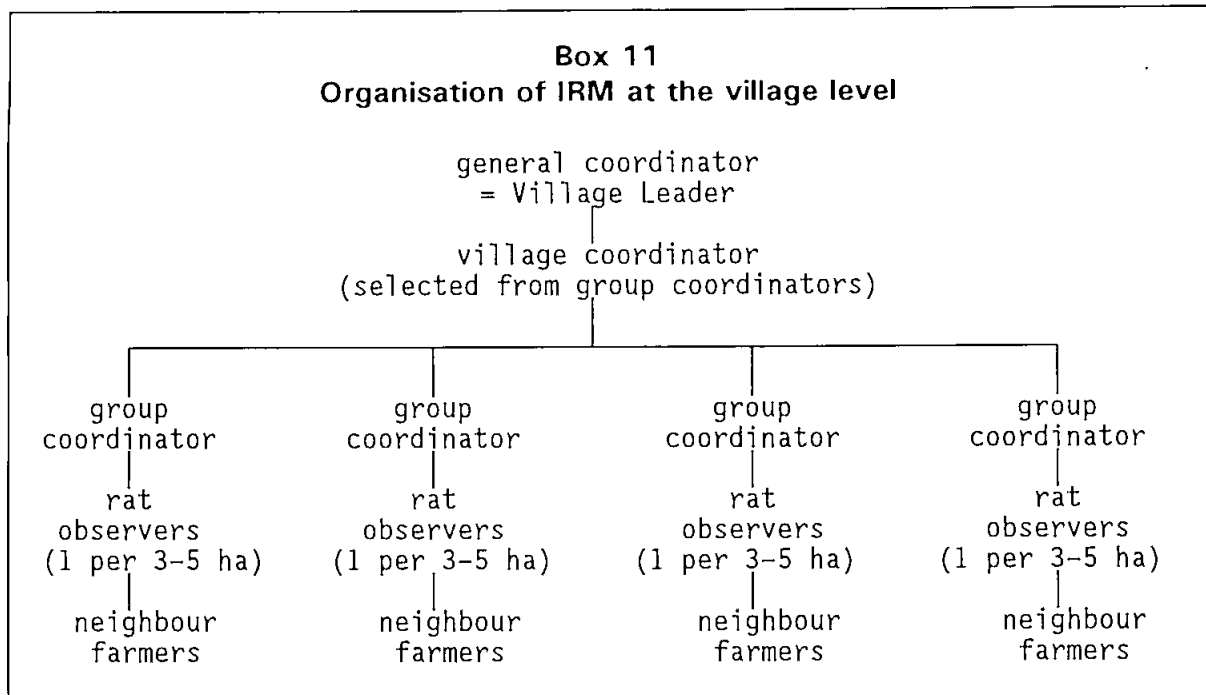 Box 11
Organisation of IRM at the village level
general coordinator
= Village Leader
village coordinator
(selected from group coordinators)
group group group group
coordinator coordinator coordinator coordinator
rat rat rat rat
observers observers observers observers
(1 per 3-5 ha) (1 per 3-5 ha) (1 per 3-5 ha) (1 per 3-5 ha)
neighbour neighbour neighbour neighbour
farmers farmers farmers farmers